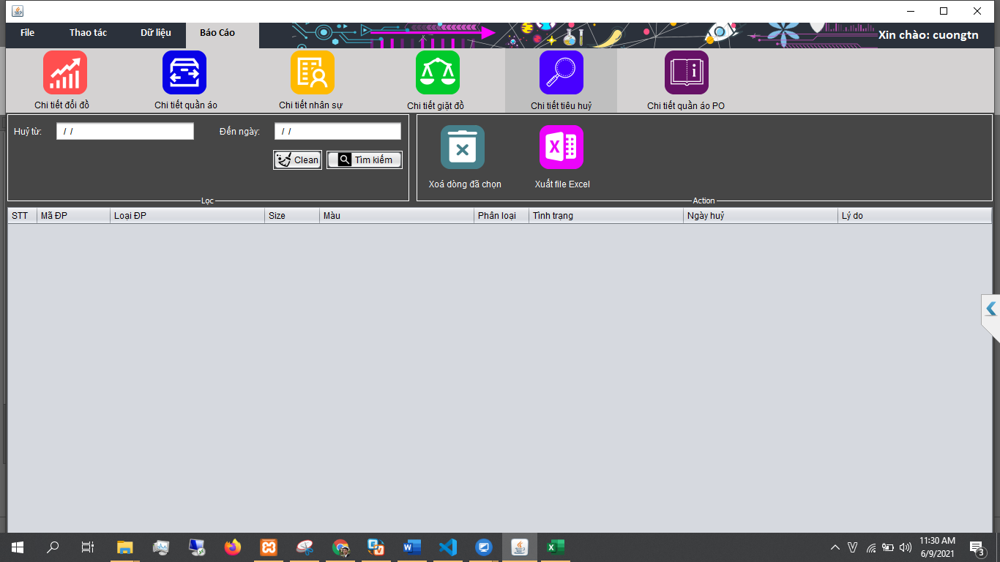 File Thao tác Dữ liệu Báo Cáo Xin chào: cuongtn
Chi tiết đổi đồ Chi tiết quần áo Chi tiết nhân sự Chi tiết giặt đồ Chi tiết tiêu huỷ Chi tiết quần áo PO
Huỷ từ: / / Đến ngày: / /
Clean Tìm kiếm
Xoá dòng đã chọn Xuất file Excel
Lọc Action
STT Mã ĐP Loại ĐP Size Màu Phân loại Tình trạng Ngày huỷ Lý do
11:30 AM
6/9/2021
3